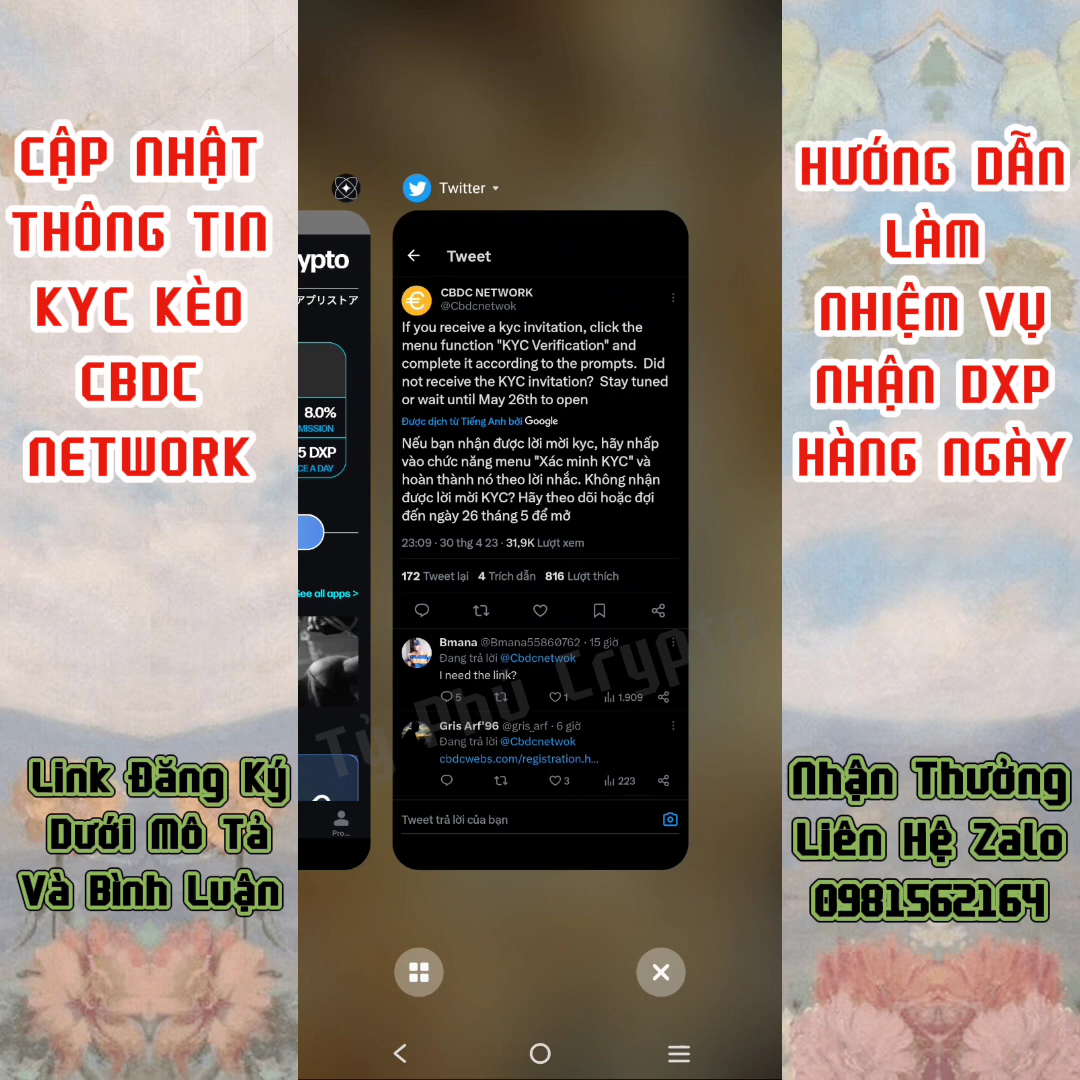 CẬP NHẬT
THÔNG TIN
KYC KÈO
CBDC
NETWORK
Link Đăng Ký
Dưới Mô Tả
Và Bình Luận
Twitter
ypto
アプリストア
8.0%
MISSION
5 DXP
CE A DAY
See all apps >
Pro...
Tweet
CBDC NETWORK
@Cbdcnetwok
If you receive a kyc invitation, click the
menu function "KYC Verification" and
complete it according to the prompts. Did
not receive the KYC invitation? Stay tuned
or wait until May 26th to open
Được dịch từ Tiếng Anh bởi Google
Nếu bạn nhận được lời mời kyc, hãy nhấp
vào chức năng menu "Xác minh KYC" và
hoàn thành nó theo lời nhắc. Không nhận
được lời mời KYC? Hãy theo dõi hoặc đợi
đến ngày 26 tháng 5 để mở
23:09 · 30 thg 4 23 · 31,9K Lượt xem
172 Tweet lại 4 Trích dẫn 816 Lượt thích
Bmana @Bmana55860762 · 15 giờ
Đang trả lời @Cbdcnetwok
I need the link?
5 1 1.909
Gris Arf'96 @gris_arf · 6 giờ
Đang trả lời @Cbdcnetwok
cbdcwebs.com/registration.h...
3 223
Tweet trả lời của bạn
Tỷ Phú Crypto
HƯỚNG DẪN
LÀM
NHIỆM VỤ
NHẬN DXP
HÀNG NGÀY
Nhận Thưởng
Liên Hệ Zalo
0981562164